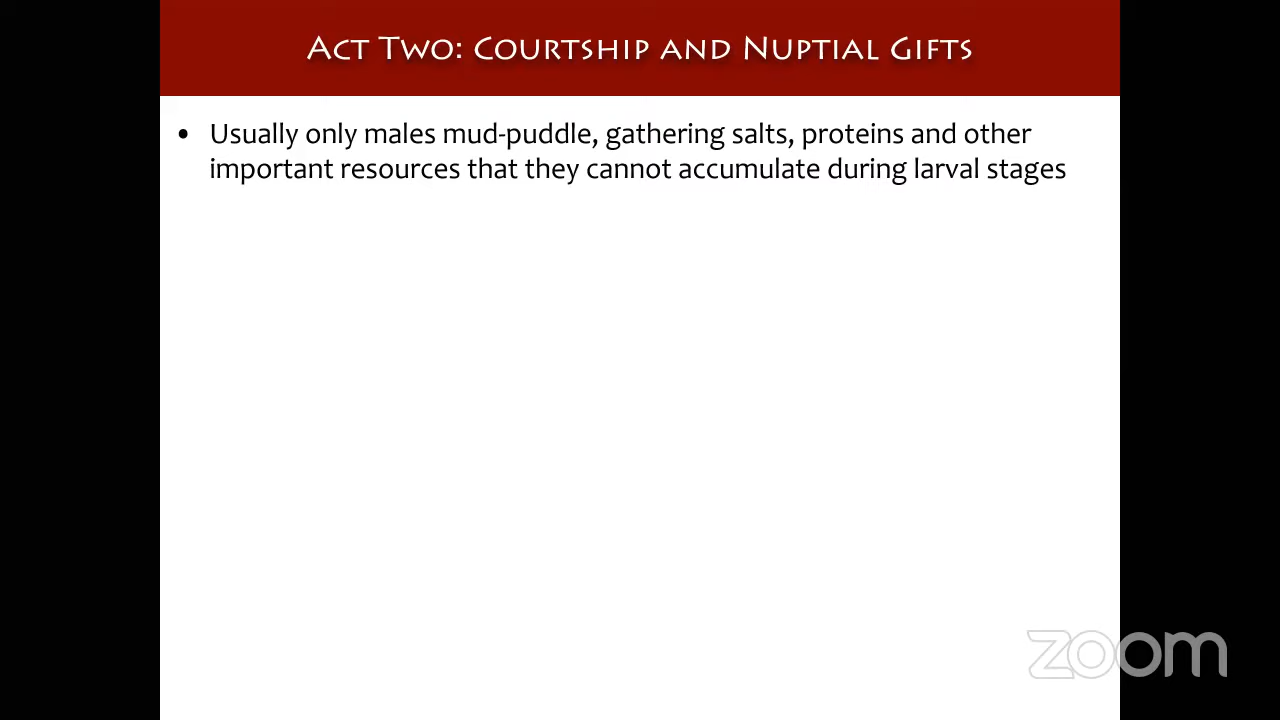 Act Two: Courtship and Nuptial Gifts
• Usually only males mud-puddle, gathering salts, proteins and other
important resources that they cannot accumulate during larval stages
zoom